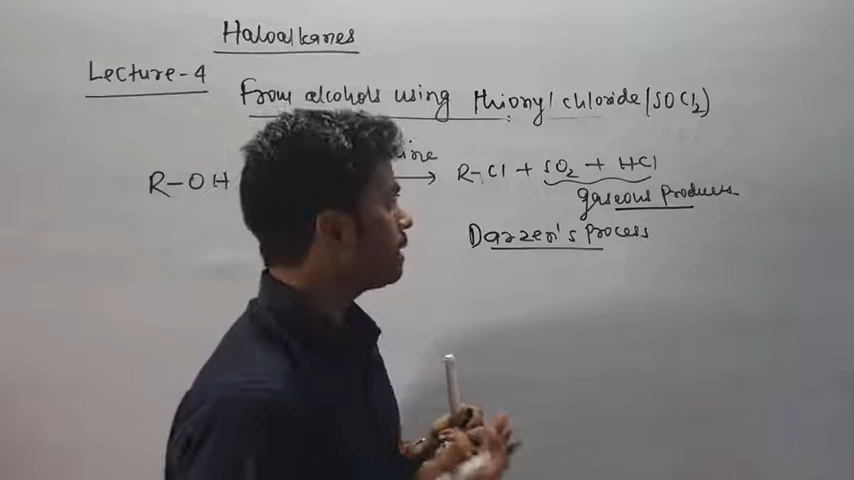 Haloalkanes
Lecture-4
From alcohols using thionyl chloride/(SOCl2)
R-OH → R-Cl + SO2 + HCl
gaseous products
Darzen's process